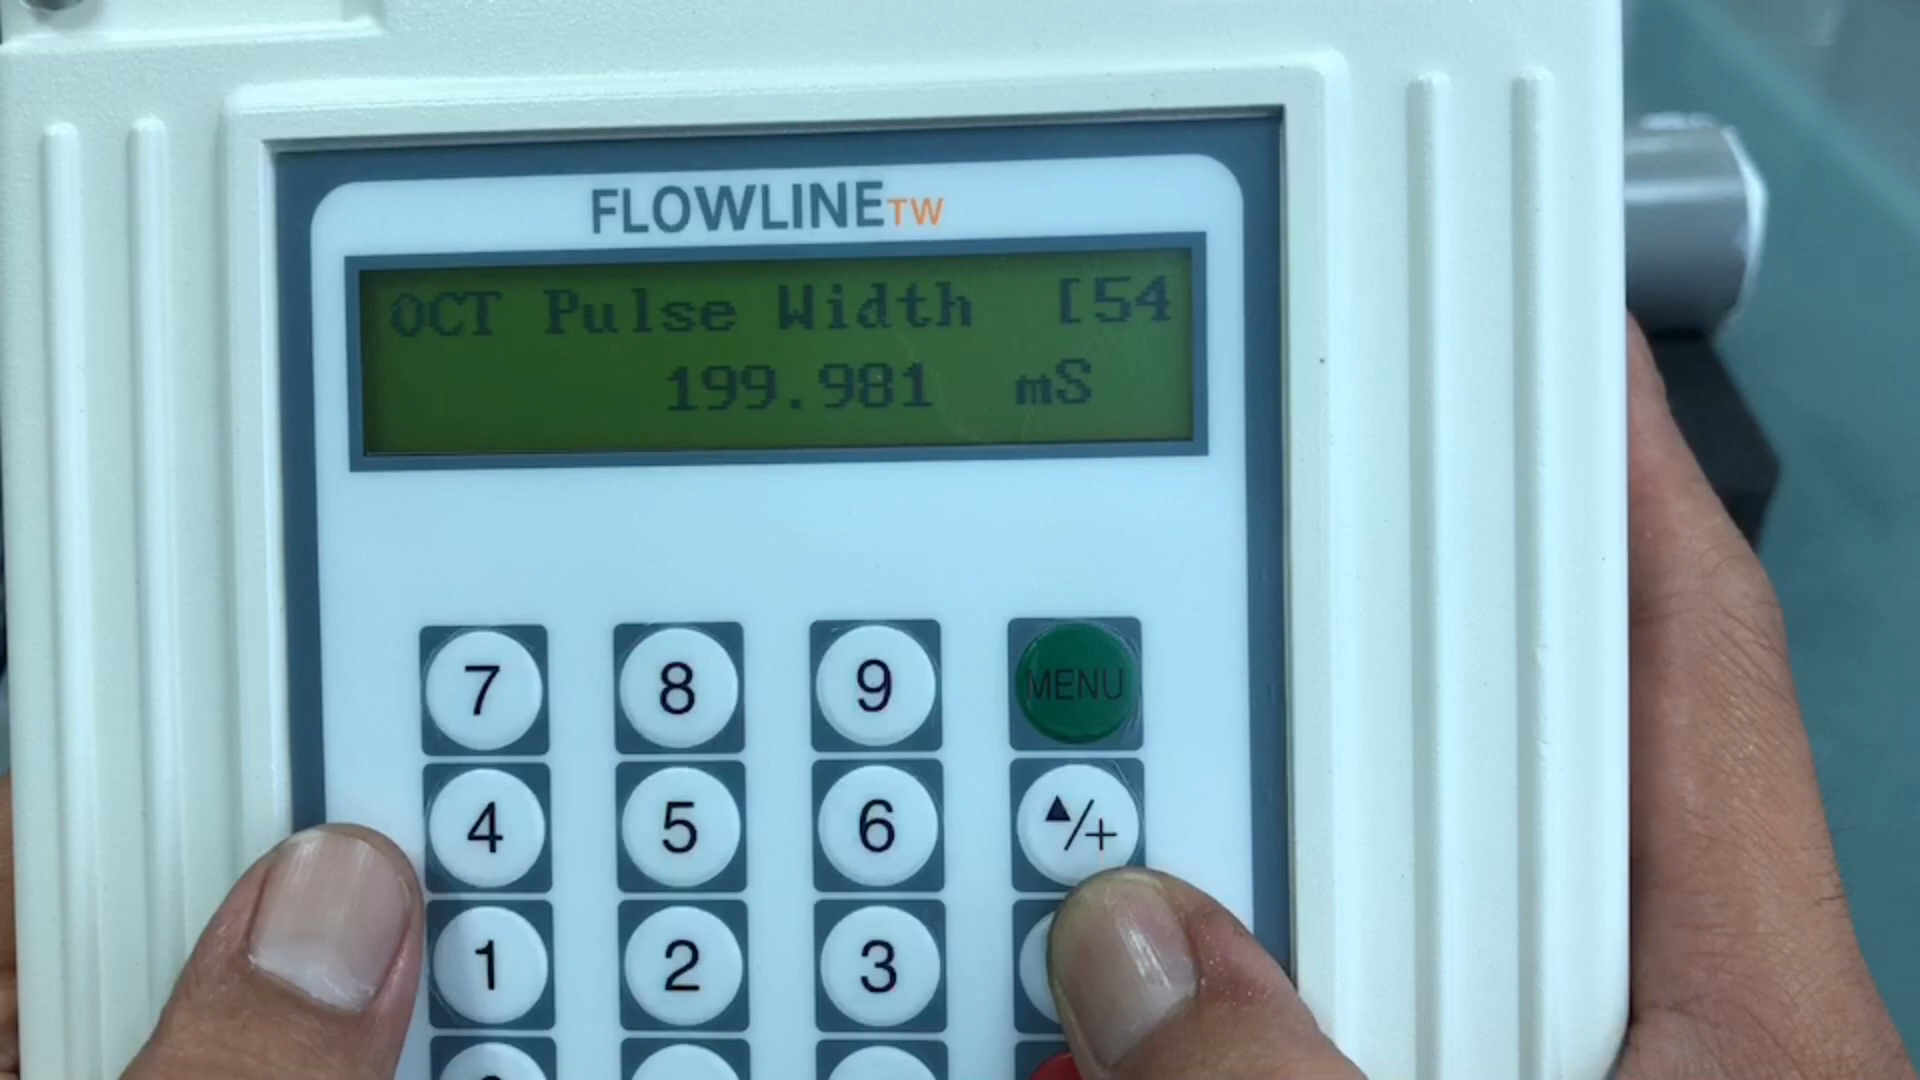 FLOWLINETW
OCT Pulse Width [54
199.981 mS
7 8 9 MENU
4 5 6 ▲/+
1 2 3